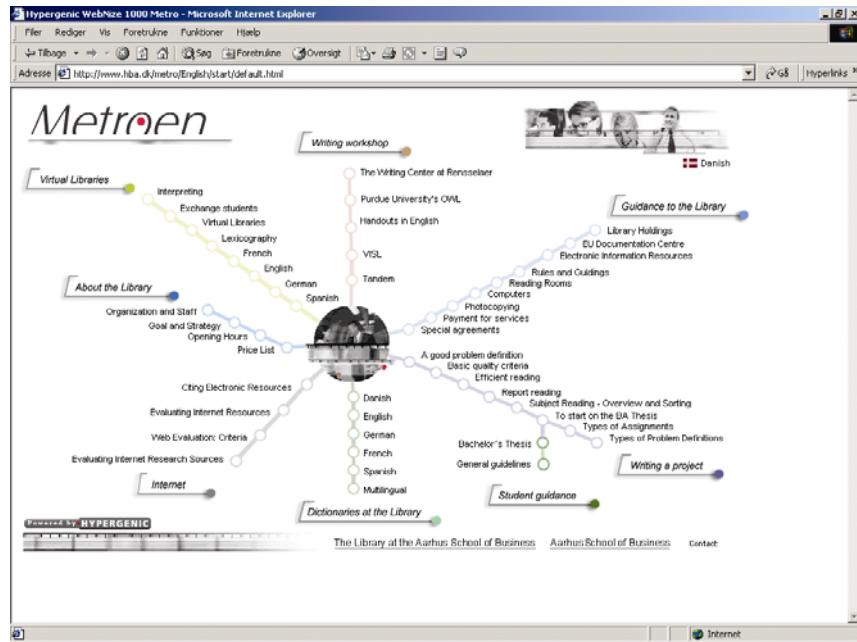 Hypergenic WebNize 1000 Metro - Microsoft Internet Explorer
Filer Rediger Vis Foretrukne Funktioner Hjælp
Tilbage Søg Foretrukne Oversigt
Adresse http://www.hba.dk/metro/English/start/default.html Gå Hyperlinks
Metroen
Danish
Writing workshop
The Writing Center at Rensselaer
Purdue University's OWL
Handouts in English
VISL
Tandem
Virtual Libraries
Interpreting
Exchange students
Virtual Libraries
Lexicography
French
English
German
Spanish
Guidance to the Library
Library Holdings
EU Documentation Centre
Electronic Information Resources
Rules and Guidings
Reading Rooms
Computers
Photocopying
Payment for services
Special agreements
About the Library
Organization and Staff
Goal and Strategy
Opening Hours
Price List
A good problem definition
Basic quality criteria
Efficient reading
Report reading
Subject Reading - Overview and Sorting
To start on the BA Thesis
Types of Assignments
Types of Problem Definitions
Writing a project
Bachelor's Thesis
General guidelines
Student guidance
Citing Electronic Resources
Evaluating Internet Resources
Web Evaluation: Criteria
Evaluating Internet Research Sources
Internet
Danish
English
German
French
Spanish
Multilingual
Dictionaries at the Library
Powered by HYPERGENIC
The Library at the Aarhus School of Business Aarhus School of Business Contact
Internet